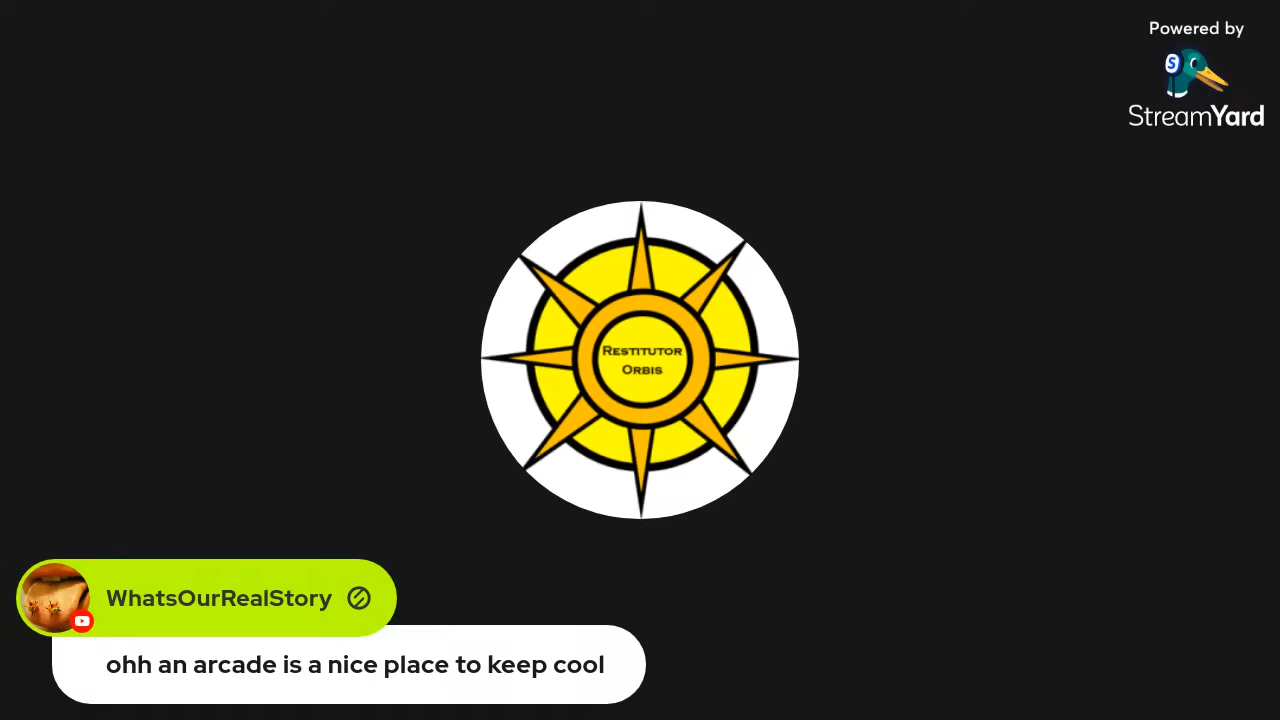 Powered by
StreamYard
Restitutor
Orbis
WhatsOurRealStory
ohh an arcade is a nice place to keep cool